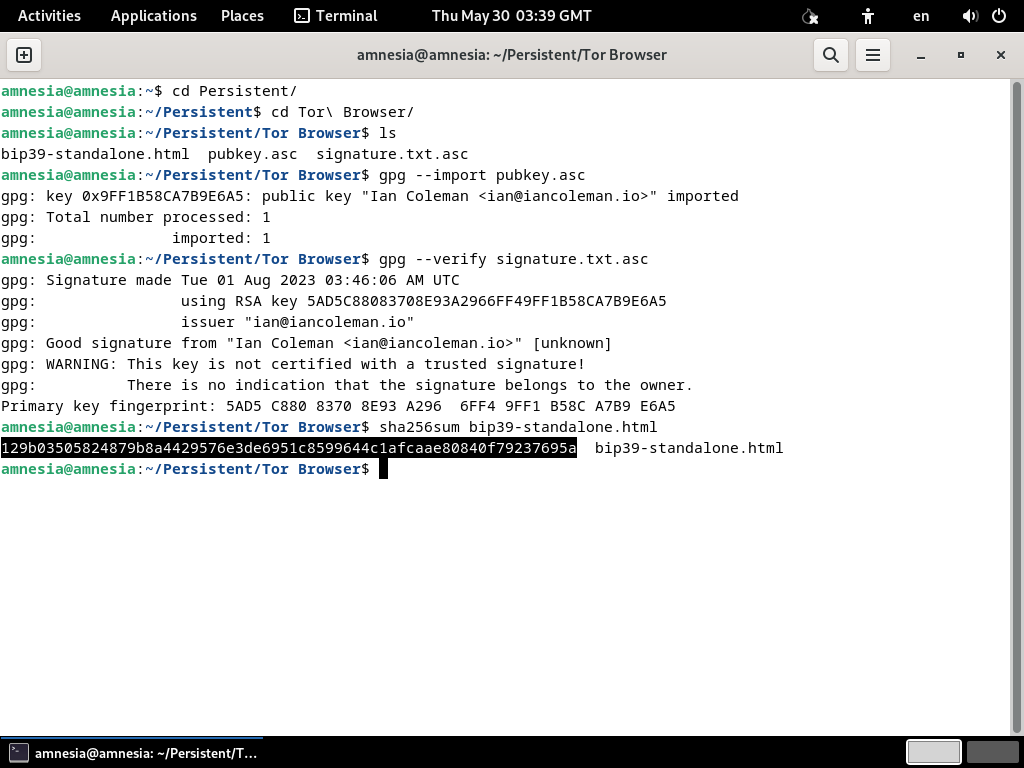 Activities Applications Places Terminal Thu May 30 03:39 GMT en
amnesia@amnesia: ~/Persistent/Tor Browser
amnesia@amnesia:~$ cd Persistent/
amnesia@amnesia:~/Persistent$ cd Tor\ Browser/
amnesia@amnesia:~/Persistent/Tor Browser$ ls
bip39-standalone.html  pubkey.asc  signature.txt.asc
amnesia@amnesia:~/Persistent/Tor Browser$ gpg --import pubkey.asc
gpg: key 0x9FF1B58CA7B9E6A5: public key "Ian Coleman <ian@iancoleman.io>" imported
gpg: Total number processed: 1
gpg:               imported: 1
amnesia@amnesia:~/Persistent/Tor Browser$ gpg --verify signature.txt.asc
gpg: Signature made Tue 01 Aug 2023 03:46:06 AM UTC
gpg:                using RSA key 5AD5C88083708E93A2966FF49FF1B58CA7B9E6A5
gpg:                issuer "ian@iancoleman.io"
gpg: Good signature from "Ian Coleman <ian@iancoleman.io>" [unknown]
gpg: WARNING: This key is not certified with a trusted signature!
gpg:          There is no indication that the signature belongs to the owner.
Primary key fingerprint: 5AD5 C880 8370 8E93 A296  6FF4 9FF1 B58C A7B9 E6A5
amnesia@amnesia:~/Persistent/Tor Browser$ sha256sum bip39-standalone.html
129b03505824879b8a4429576e3de6951c8599644c1afcaae80840f79237695a  bip39-standalone.html
amnesia@amnesia:~/Persistent/Tor Browser$
amnesia@amnesia: ~/Persistent/T...